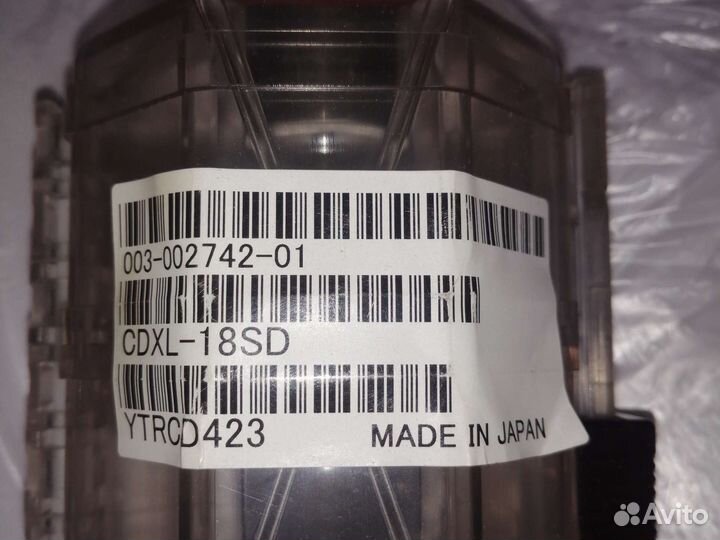 003-002742-01
CDXL-18SD
YTRCD423 MADE IN JAPAN
Avito